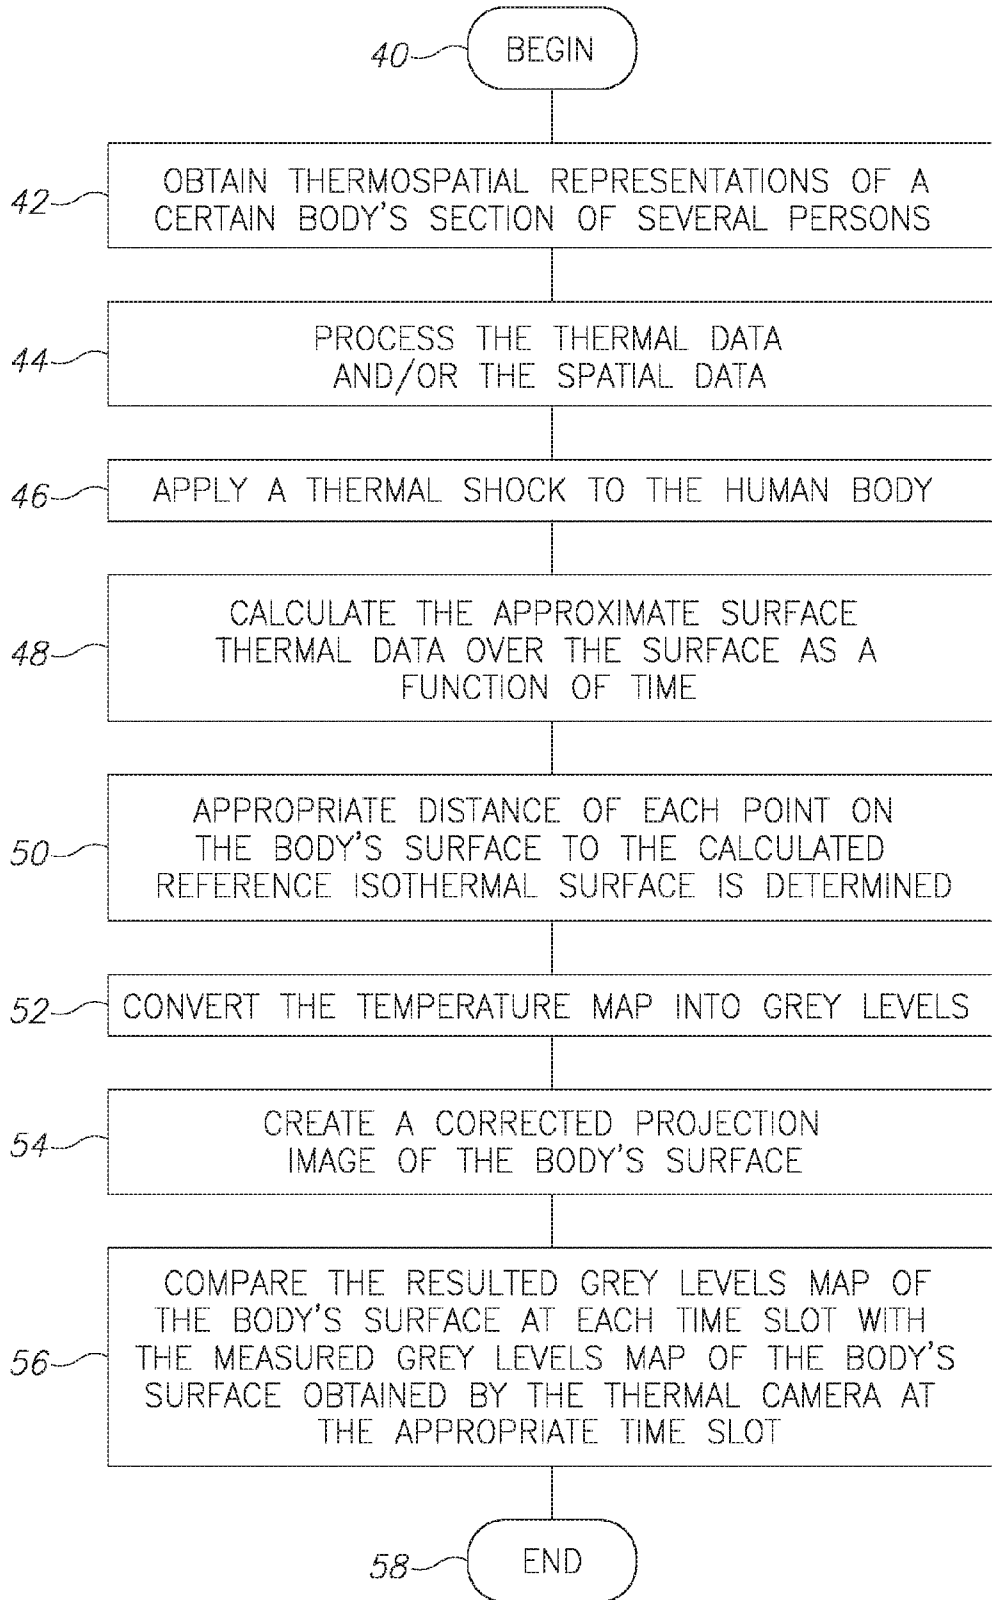 40
BEGIN
42
OBTAIN THERMOSPATIAL REPRESENTATIONS OF A
CERTAIN BODY'S SECTION OF SEVERAL PERSONS
44
PROCESS THE THERMAL DATA
AND/OR THE SPATIAL DATA
46
APPLY A THERMAL SHOCK TO THE HUMAN BODY
48
CALCULATE THE APPROXIMATE SURFACE
THERMAL DATA OVER THE SURFACE AS A
FUNCTION OF TIME
50
APPROPRIATE DISTANCE OF EACH POINT ON
THE BODY'S SURFACE TO THE CALCULATED
REFERENCE ISOTHERMAL SURFACE IS DETERMINED
52
CONVERT THE TEMPERATURE MAP INTO GREY LEVELS
54
CREATE A CORRECTED PROJECTION
IMAGE OF THE BODY'S SURFACE
56
COMPARE THE RESULTED GREY LEVELS MAP OF
THE BODY'S SURFACE AT EACH TIME SLOT WITH
THE MEASURED GREY LEVELS MAP OF THE BODY'S
SURFACE OBTAINED BY THE THERMAL CAMERA AT
THE APPROPRIATE TIME SLOT
58
END